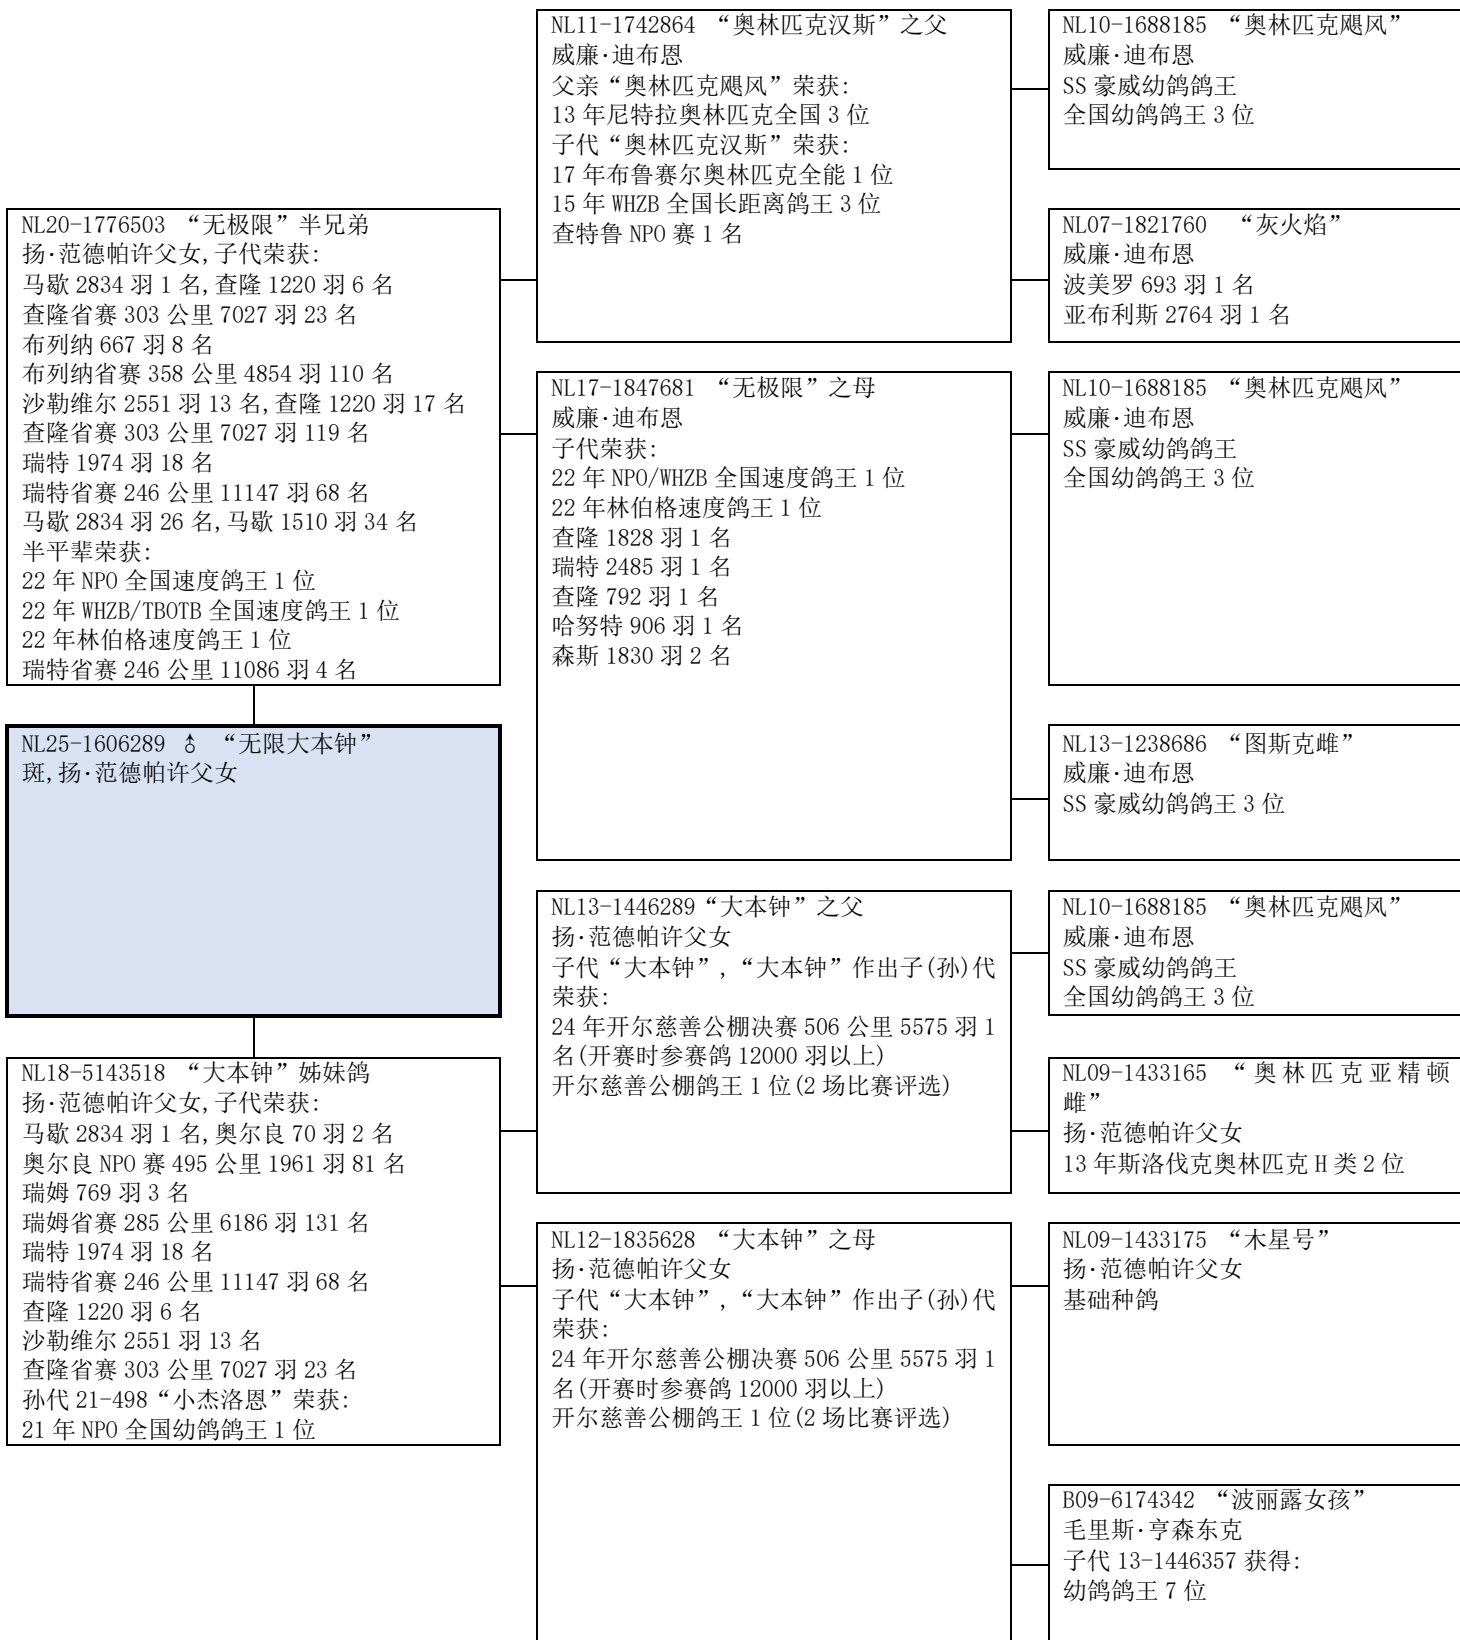 NL20-1776503 “无极限”半兄弟
扬·范德帕许父女,子代荣获:
马歇 2834 羽 1 名,查隆 1220 羽 6 名
查隆省赛 303 公里 7027 羽 23 名
布列纳 667 羽 8 名
布列纳省赛 358 公里 4854 羽 110 名
沙勒维尔 2551 羽 13 名,查隆 1220 羽 17 名
查隆省赛 303 公里 7027 羽 119 名
瑞特 1974 羽 18 名
瑞特省赛 246 公里 11147 羽 68 名
马歇 2834 羽 26 名,马歇 1510 羽 34 名
半平辈荣获:
22 年 NPO 全国速度鸽王 1 位
22 年 WHZB/TBOTB 全国速度鸽王 1 位
22 年林伯格速度鸽王 1 位
瑞特省赛 246 公里 11086 羽 4 名
NL25-1606289 ♂ “无限大本钟”
斑,扬·范德帕许父女
NL18-5143518 “大本钟”姊妹鸽
扬·范德帕许父女,子代荣获:
马歇 2834 羽 1 名,奥尔良 70 羽 2 名
奥尔良 NPO 赛 495 公里 1961 羽 81 名
瑞姆 769 羽 3 名
瑞姆省赛 285 公里 6186 羽 131 名
瑞特 1974 羽 18 名
瑞特省赛 246 公里 11147 羽 68 名
查隆 1220 羽 6 名
沙勒维尔 2551 羽 13 名
查隆省赛 303 公里 7027 羽 23 名
孙代 21-498“小杰洛恩”荣获:
21 年 NPO 全国幼鸽鸽王 1 位
NL11-1742864 “奥林匹克汉斯”之父
威廉·迪布恩
父亲“奥林匹克飓风”荣获:
13 年尼特拉奥林匹克全国 3 位
子代“奥林匹克汉斯”荣获:
17 年布鲁赛尔奥林匹克全能 1 位
15 年 WHZB 全国长距离鸽王 3 位
查特鲁 NPO 赛 1 名
NL17-1847681 “无极限”之母
威廉·迪布恩
子代荣获:
22 年 NPO/WHZB 全国速度鸽王 1 位
22 年林伯格速度鸽王 1 位
查隆 1828 羽 1 名
瑞特 2485 羽 1 名
查隆 792 羽 1 名
哈努特 906 羽 1 名
森斯 1830 羽 2 名
NL13-1446289“大本钟”之父
扬·范德帕许父女
子代“大本钟”,“大本钟”作出子(孙)代
荣获:
24 年开尔慈善公棚决赛 506 公里 5575 羽 1
名(开赛时参赛鸽 12000 羽以上)
开尔慈善公棚鸽王 1 位(2 场比赛评选)
NL12-1835628 “大本钟”之母
扬·范德帕许父女
子代“大本钟”,“大本钟”作出子(孙)代
荣获:
24 年开尔慈善公棚决赛 506 公里 5575 羽 1
名(开赛时参赛鸽 12000 羽以上)
开尔慈善公棚鸽王 1 位(2 场比赛评选)
NL10-1688185 “奥林匹克飓风”
威廉·迪布恩
SS 豪威幼鸽鸽王
全国幼鸽鸽王 3 位
NL07-1821760 “灰火焰”
威廉·迪布恩
波美罗 693 羽 1 名
亚布利斯 2764 羽 1 名
NL10-1688185 “奥林匹克飓风”
威廉·迪布恩
SS 豪威幼鸽鸽王
全国幼鸽鸽王 3 位
NL13-1238686 “图斯克雌”
威廉·迪布恩
SS 豪威幼鸽鸽王 3 位
NL10-1688185 “奥林匹克飓风”
威廉·迪布恩
SS 豪威幼鸽鸽王
全国幼鸽鸽王 3 位
NL09-1433165 “奥林匹克亚精顿
雌”
扬·范德帕许父女
13 年斯洛伐克奥林匹克 H 类 2 位
NL09-1433175 “木星号”
扬·范德帕许父女
基础种鸽
B09-6174342 “波丽露女孩”
毛里斯·亨森东克
子代 13-1446357 获得:
幼鸽鸽王 7 位